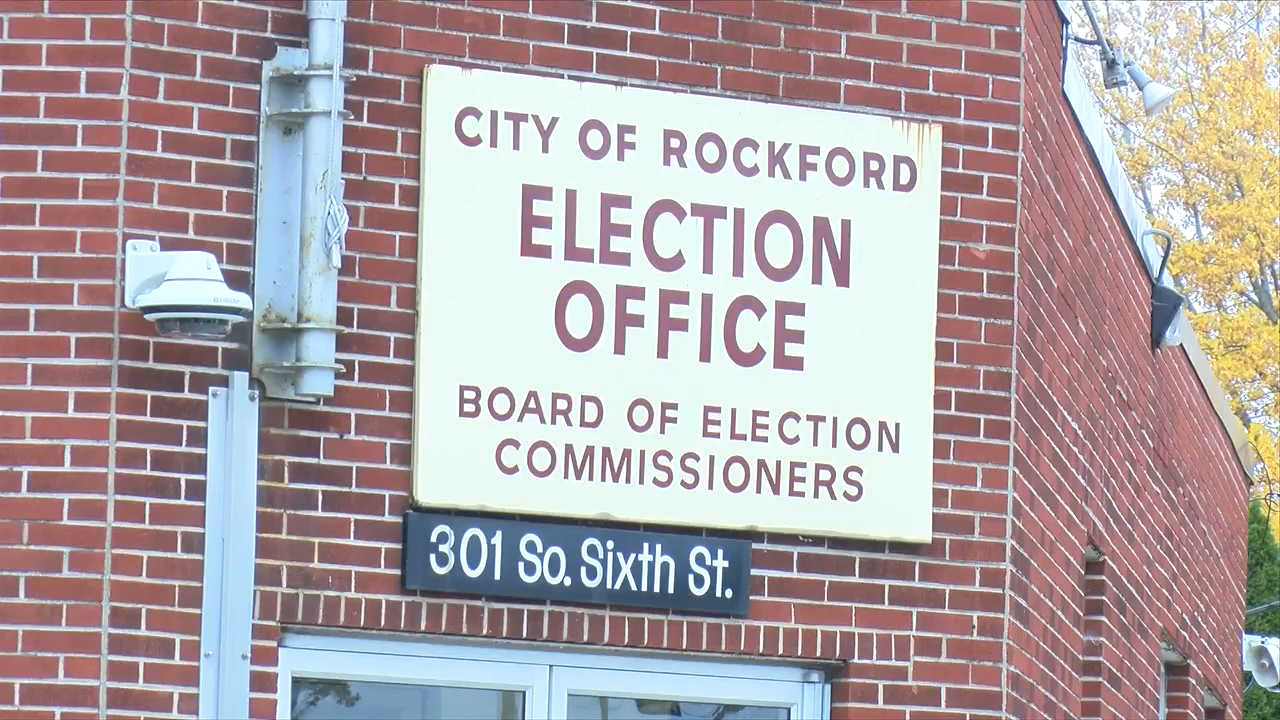 CITY OF ROCKFORD
ELECTION
OFFICE
BOARD OF ELECTION
COMMISSIONERS
301 So. Sixth St.